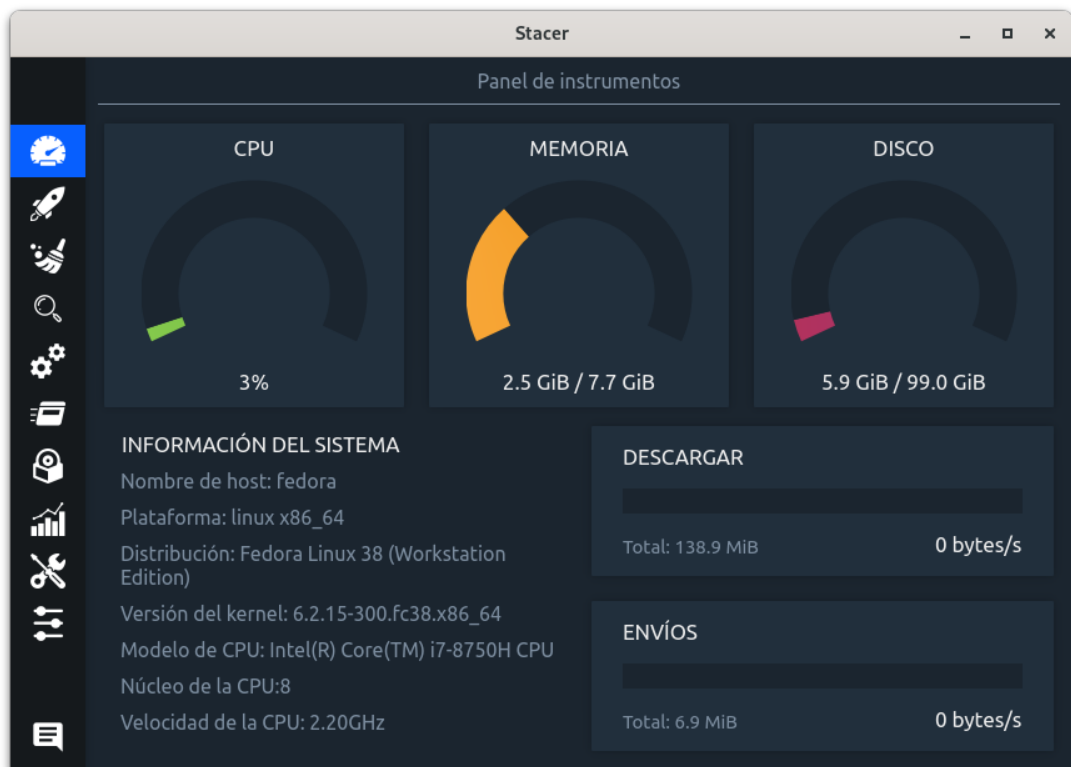 Stacer
Panel de instrumentos
CPU
MEMORIA
DISCO
3%
2.5 GiB / 7.7 GiB
5.9 GiB / 99.0 GiB
INFORMACIÓN DEL SISTEMA
Nombre de host: fedora
Plataforma: linux x86_64
Distribución: Fedora Linux 38 (Workstation
Edition)
Versión del kernel: 6.2.15-300.fc38.x86_64
Modelo de CPU: Intel(R) Core(TM) i7-8750H CPU
Núcleo de la CPU:8
Velocidad de la CPU: 2.20GHz
DESCARGAR
Total: 138.9 MiB
0 bytes/s
ENVÍOS
Total: 6.9 MiB
0 bytes/s